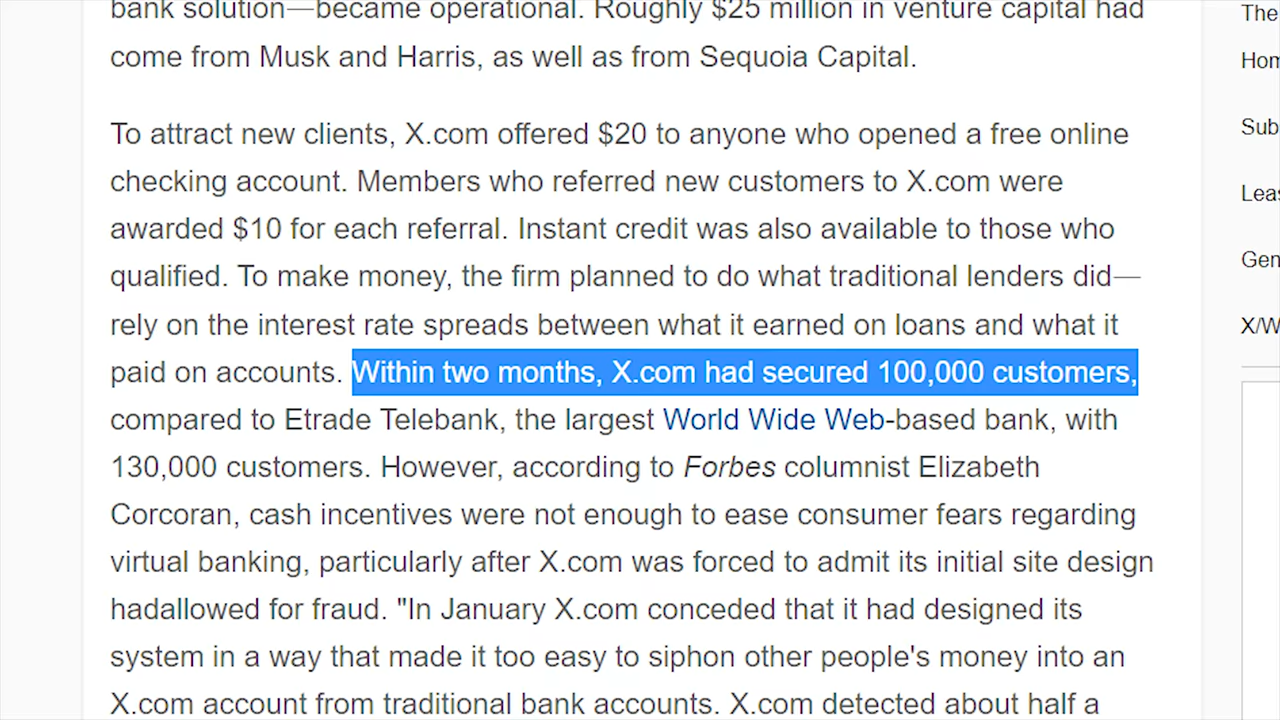 bank solution—became operational. Roughly $25 million in venture capital had
come from Musk and Harris, as well as from Sequoia Capital.
To attract new clients, X.com offered $20 to anyone who opened a free online
checking account. Members who referred new customers to X.com were
awarded $10 for each referral. Instant credit was also available to those who
qualified. To make money, the firm planned to do what traditional lenders did—
rely on the interest rate spreads between what it earned on loans and what it
paid on accounts. Within two months, X.com had secured 100,000 customers,
compared to Etrade Telebank, the largest World Wide Web-based bank, with
130,000 customers. However, according to Forbes columnist Elizabeth
Corcoran, cash incentives were not enough to ease consumer fears regarding
virtual banking, particularly after X.com was forced to admit its initial site design
hadallowed for fraud. "In January X.com conceded that it had designed its
system in a way that made it too easy to siphon other people's money into an
X.com account from traditional bank accounts. X.com detected about half a
The
Hom
Sub
Leas
Gen
X/W